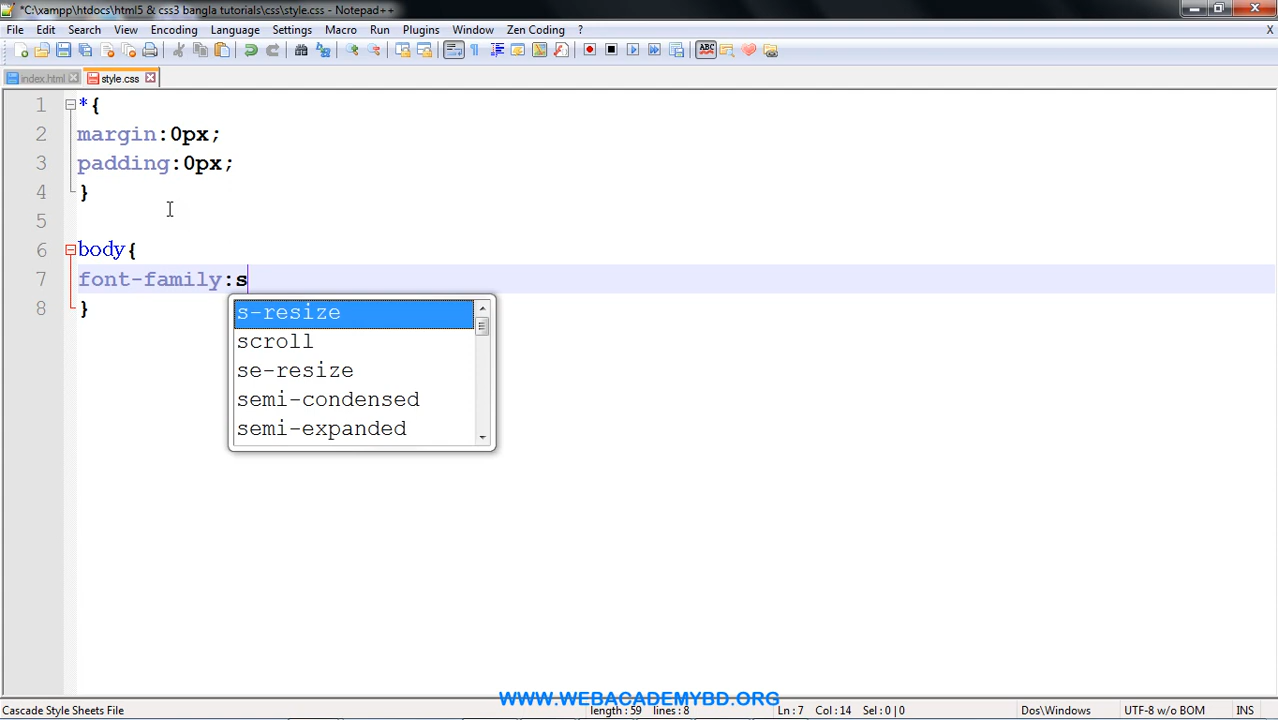 *C:\xampp\htdocs\html5 & css3 bangla tutorials\css\style.css - Notepad++
File Edit Search View Encoding Language Settings Macro Run Plugins Window Zen Coding ? X
ABC
index.html style.css
1 *{
2 margin:0px;
3 padding:0px;
4 }
5
6 body{
7 font-family:s
8 }
s-resize
scroll
se-resize
semi-condensed
semi-expanded
WWW.WEBACADEMYBD.ORG
Cascade Style Sheets File length : 59 lines : 8 Ln : 7 Col : 14 Sel : 0 | 0 Dos\Windows UTF-8 w/o BOM INS